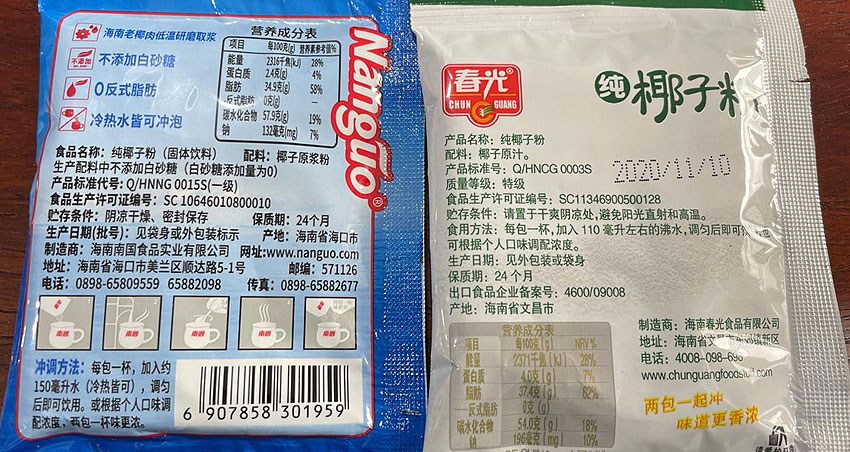 海南老椰肉低温研磨取浆
不添加
不添加白砂糖
0反式脂肪
冷热水皆可冲泡
营养成分表
项目 每100克(g) 营养素参考值%
能量 2316千焦(kJ) 28%
蛋白质 2.4克(g) 4%
脂肪 34.9克(g) 58%
—反式脂肪 0克(g) —
碳水化合物 57.9克(g) 19%
钠 132毫克(mg) 7%
Nanguo®
食品名称：纯椰子粉（固体饮料） 配料：椰子原浆粉
生产配料中不添加白砂糖（白砂糖添加量为0）
产品标准代号：Q/HNNG 0015S(一级)
食品生产许可证编号：SC 10646010800010
贮存条件：阴凉干燥、密封保存 保质期：24个月
生产日期(批号)：见袋身或外包装标示 产地：海南省海口市
制造商：海南南国食品实业有限公司 网址:www.nanguo.com
地址：海南省海口市美兰区顺达路5-1号 邮编：571126
电话：0898-65809559 65882098 传真：0898-65882677
南国 南国 南国 南国 南国
冲调方法：每包一杯，加入约
150毫升水（冷热皆可），调匀
后即可饮用。或根据个人口味调
配浓度，两包一杯味更浓。
6 907858 301959
春光®
CHUN GUANG
纯椰子粉
产品名称：纯椰子粉
配料：椰子原汁。
产品标准号：Q/HNCG 0003S
2020/11/10
质量等级：特级
食品生产许可证编号：SC11346900500128
贮存条件：请置于干爽阴凉处,避免阳光直射和高温。
食用方法：每包一杯，加入 110 毫升左右的沸水，调匀后即可
可根据个人口味调配浓度。
生产日期：见外包装或袋身
保质期：24 个月
出口食品企业备案号：4600/09008
产地：海南省文昌市
营养成分表
项目 每100克(g) NRV%
能量 2371千焦(kJ) 28%
蛋白质 4.0克(g) 7%
脂肪 37.4克(g) 62%
—反式脂肪 0克(g)
碳水化合物 54.0克(g) 18%
钠 196毫克(mg) 10%
制造商：海南春光食品有限公司
地址：海南省文昌市东郊镇新区
电话：4008-098-698
www.chunguangfoodstuff.com
两包一起冲
味道更香浓